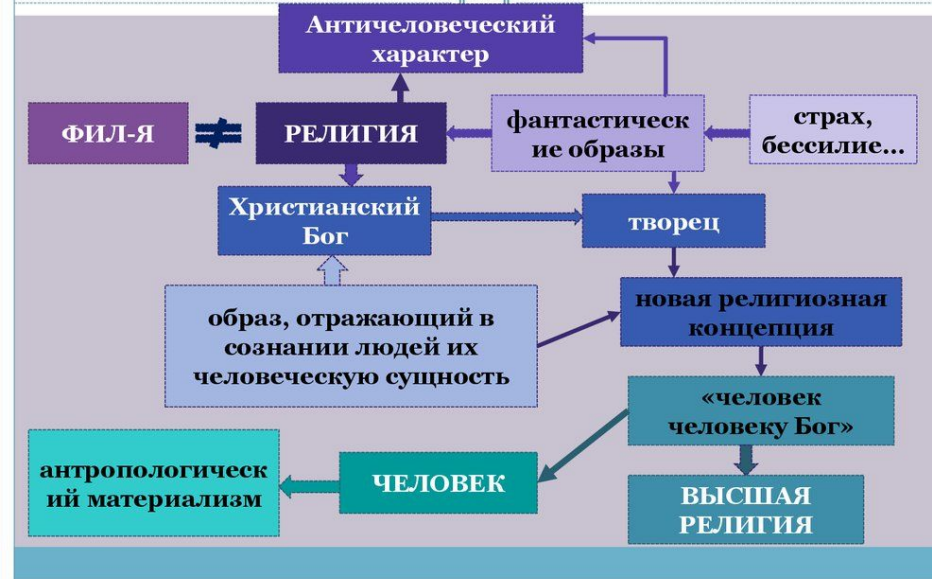 Античеловеческий
характер
ФИЛ-Я
≠
РЕЛИГИЯ
фантастическ
ие образы
страх,
бессилие...
Христианский
Бог
творец
образ, отражающий в
сознании людей их
человеческую сущность
новая религиозная
концепция
«человек
человеку Бог»
антропологическ
ий материализм
ЧЕЛОВЕК
ВЫСШАЯ
РЕЛИГИЯ